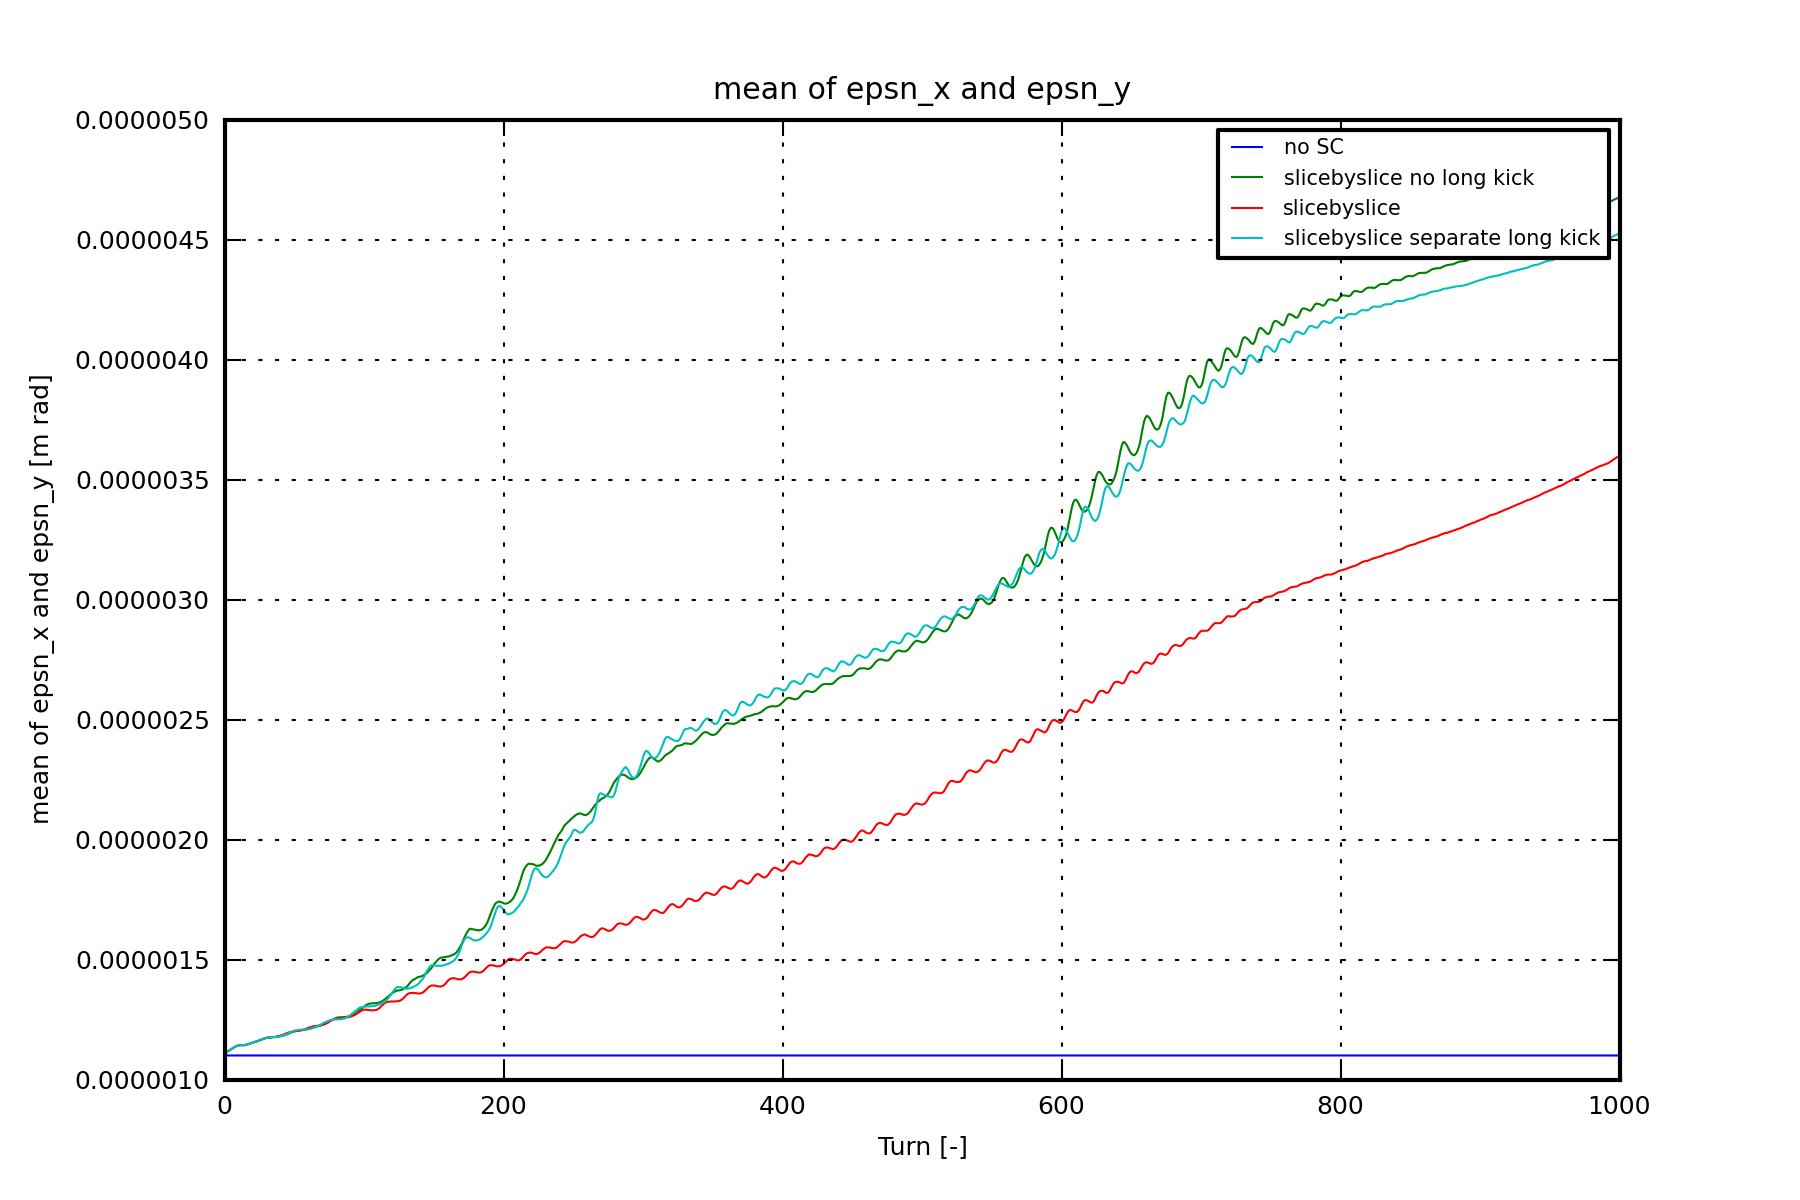 mean of epsn_x and epsn_y
0.0000050
0.0000045
0.0000040
0.0000035
0.0000030
0.0000025
0.0000020
0.0000015
0.0000010
mean of epsn_x and epsn_y [m rad]
no SC
slicebyslice no long kick
slicebyslice
slicebyslice separate long kick
0 200 400 600 800 1000
Turn [-]